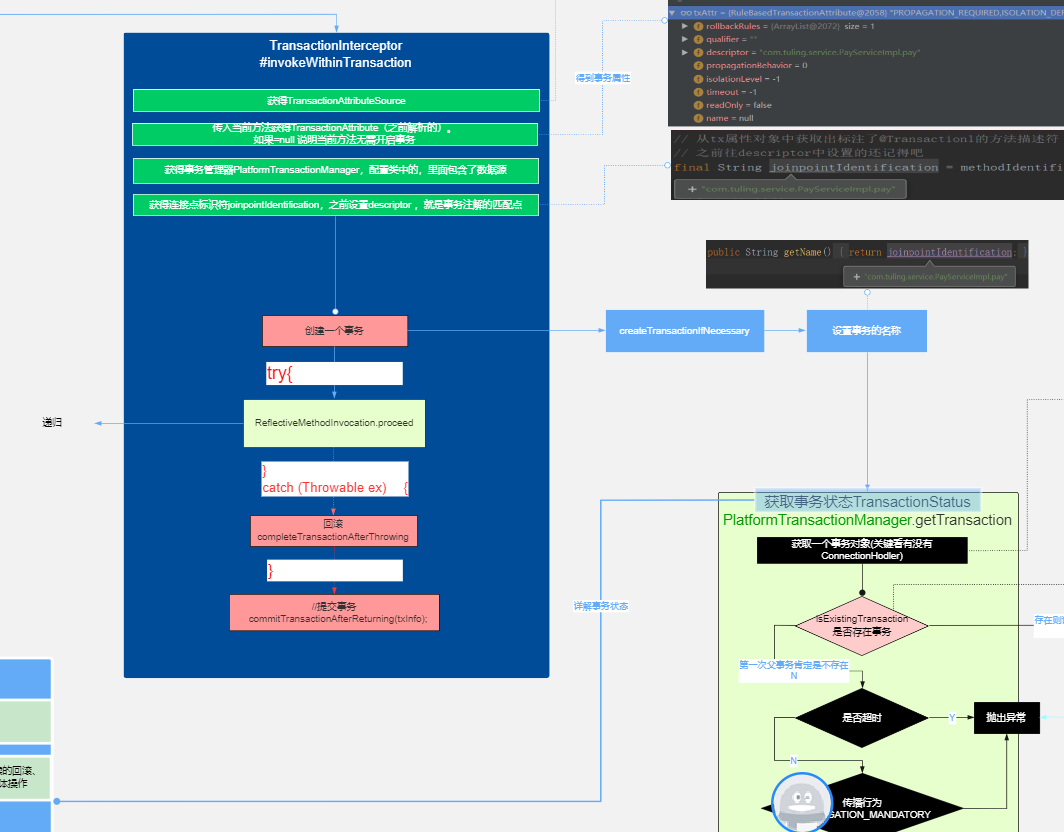 TransactionInterceptor
#invokeWithinTransaction
获得TransactionAttributeSource
传入当前方法获得TransactionAttribute（之前解析的）。
如果=null 说明当前方法无需开启事务
获得事务管理器PlatformTransactionManager，配置类中的，里面包含了数据源
获得连接点标识符joinpointIdentification，之前设置descriptor ，就是事务注解的匹配点
创建一个事务
try{
ReflectiveMethodInvocation.proceed
}
catch (Throwable ex) {
回滚
completeTransactionAfterThrowing
}
//提交事务
commitTransactionAfterReturning(txInfo);
递归
得到事务属性
txAttr = {RuleBasedTransactionAttribute@2058} "PROPAGATION_REQUIRED,ISOLATION_DEF
rollbackRules = {ArrayList@2072} size = 1
qualifier = ""
descriptor = "com.tuling.service.PayServiceImpl.pay"
propagationBehavior = 0
isolationLevel = -1
timeout = -1
readOnly = false
name = null
// 从tx属性对象中获取出标注了@Transactionl的方法描述符
// 之前往descriptor中设置的还记得吧
final String joinpointIdentification = methodIdentifi
+ "com.tuling.service.PayServiceImpl.pay"
public String getName() { return joinpointIdentification; }
+ "com.tuling.service.PayServiceImpl.pay"
createTransactionIfNecessary
设置事务的名称
获取事务状态TransactionStatus
PlatformTransactionManager.getTransaction
获取一个事务对象(关键看有没有
ConnectionHodler)
isExistingTransaction
是否存在事务
存在则
详解事务状态
第一次父事务肯定是不存在
N
是否超时
Y
抛出异常
N
传播行为
GATION_MANDATORY
的回滚、
体操作